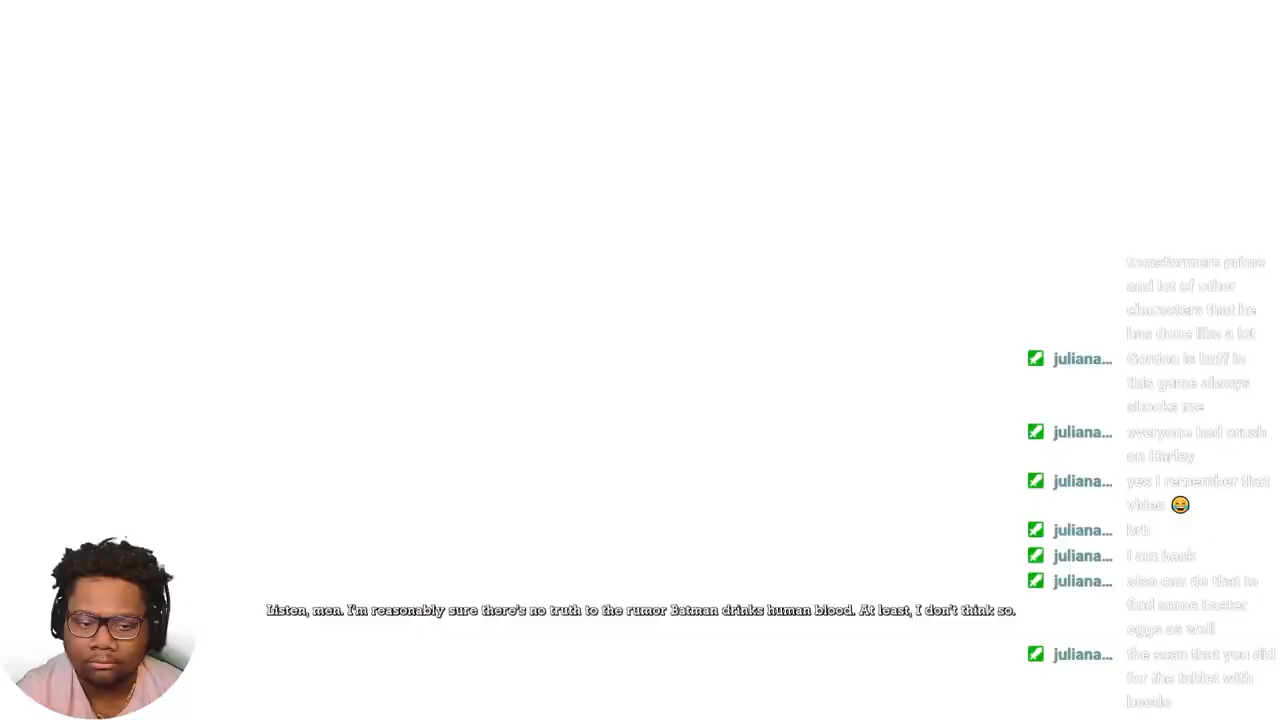 transformers prime
and lot of other
characters that he
has done like a lot
juliana... Gordon is buff in
this game always
shocks me
juliana... everyone had crush
on Harley
juliana... yes I remember that
video 😂
juliana... brb
juliana... I am back
juliana... also can do that to
find some Easter
eggs as well
Listen, men. I'm reasonably sure there's no truth to the rumor Batman drinks human blood. At least, I don't think so.
juliana... the scan that you did
for the tablet with
beetle